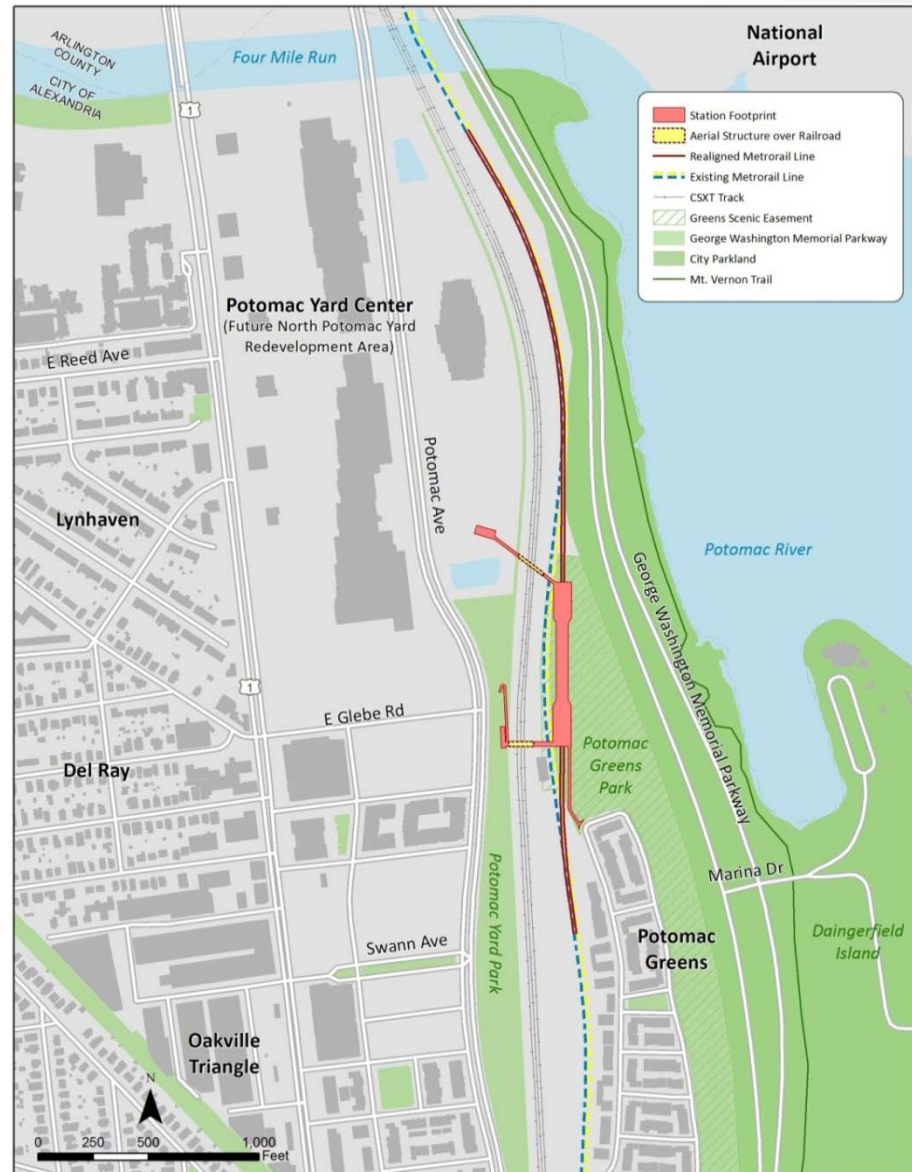 ARLINGTON
COUNTY
CITY OF
ALEXANDRIA
Four Mile Run
National
Airport
1
Station Footprint
Aerial Structure over Railroad
Realigned Metrorail Line
Existing Metrorail Line
CSXT Track
Greens Scenic Easement
George Washington Memorial Parkway
City Parkland
Mt. Vernon Trail
Potomac Yard Center
(Future North Potomac Yard
Redevelopment Area)
E Reed Ave
Potomac Ave
Lynhaven
Potomac River
George Washington Memorial Parkway
1
E Glebe Rd
Del Ray
Potomac
Greens
Park
Marina Dr
Potomac Yard Park
Swann Ave
Potomac
Greens
Daingerfield
Island
Oakville
Triangle
N
0 250 500 1,000
Feet